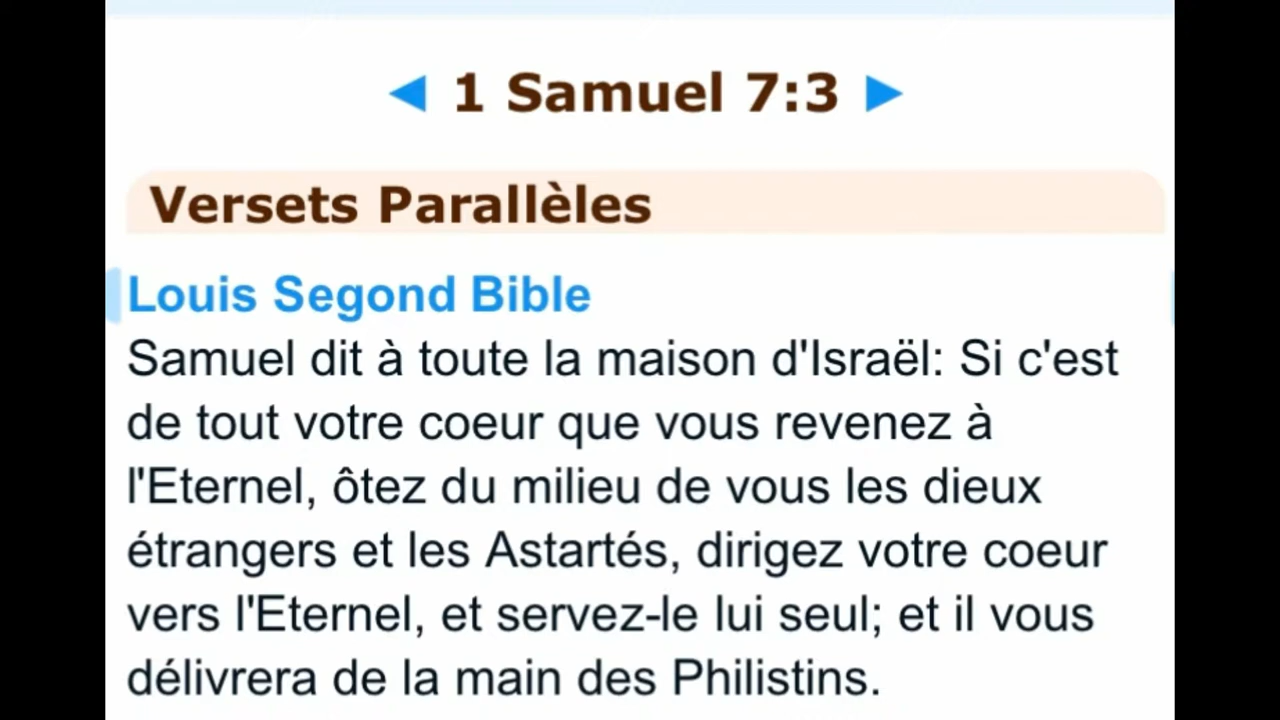 ◄ 1 Samuel 7:3 ►
Versets Parallèles
Louis Segond Bible
Samuel dit à toute la maison d'Israël: Si c'est
de tout votre coeur que vous revenez à
l'Eternel, ôtez du milieu de vous les dieux
étrangers et les Astartés, dirigez votre coeur
vers l'Eternel, et servez-le lui seul; et il vous
délivrera de la main des Philistins.